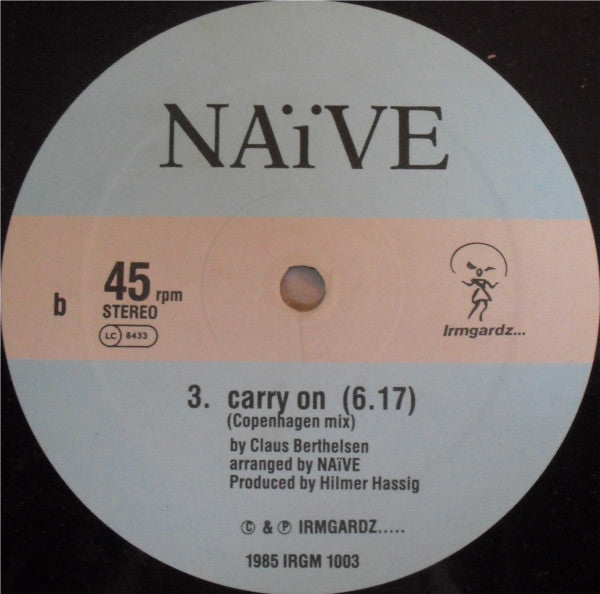 NAïVE
b
45 rpm
STEREO
LC 8433
Irmgardz...
3. carry on (6.17)
(Copenhagen mix)
by Claus Berthelsen
arranged by NAïVE
Produced by Hilmer Hassig
© & ℗ IRMGARDZ.....
1985 IRGM 1003